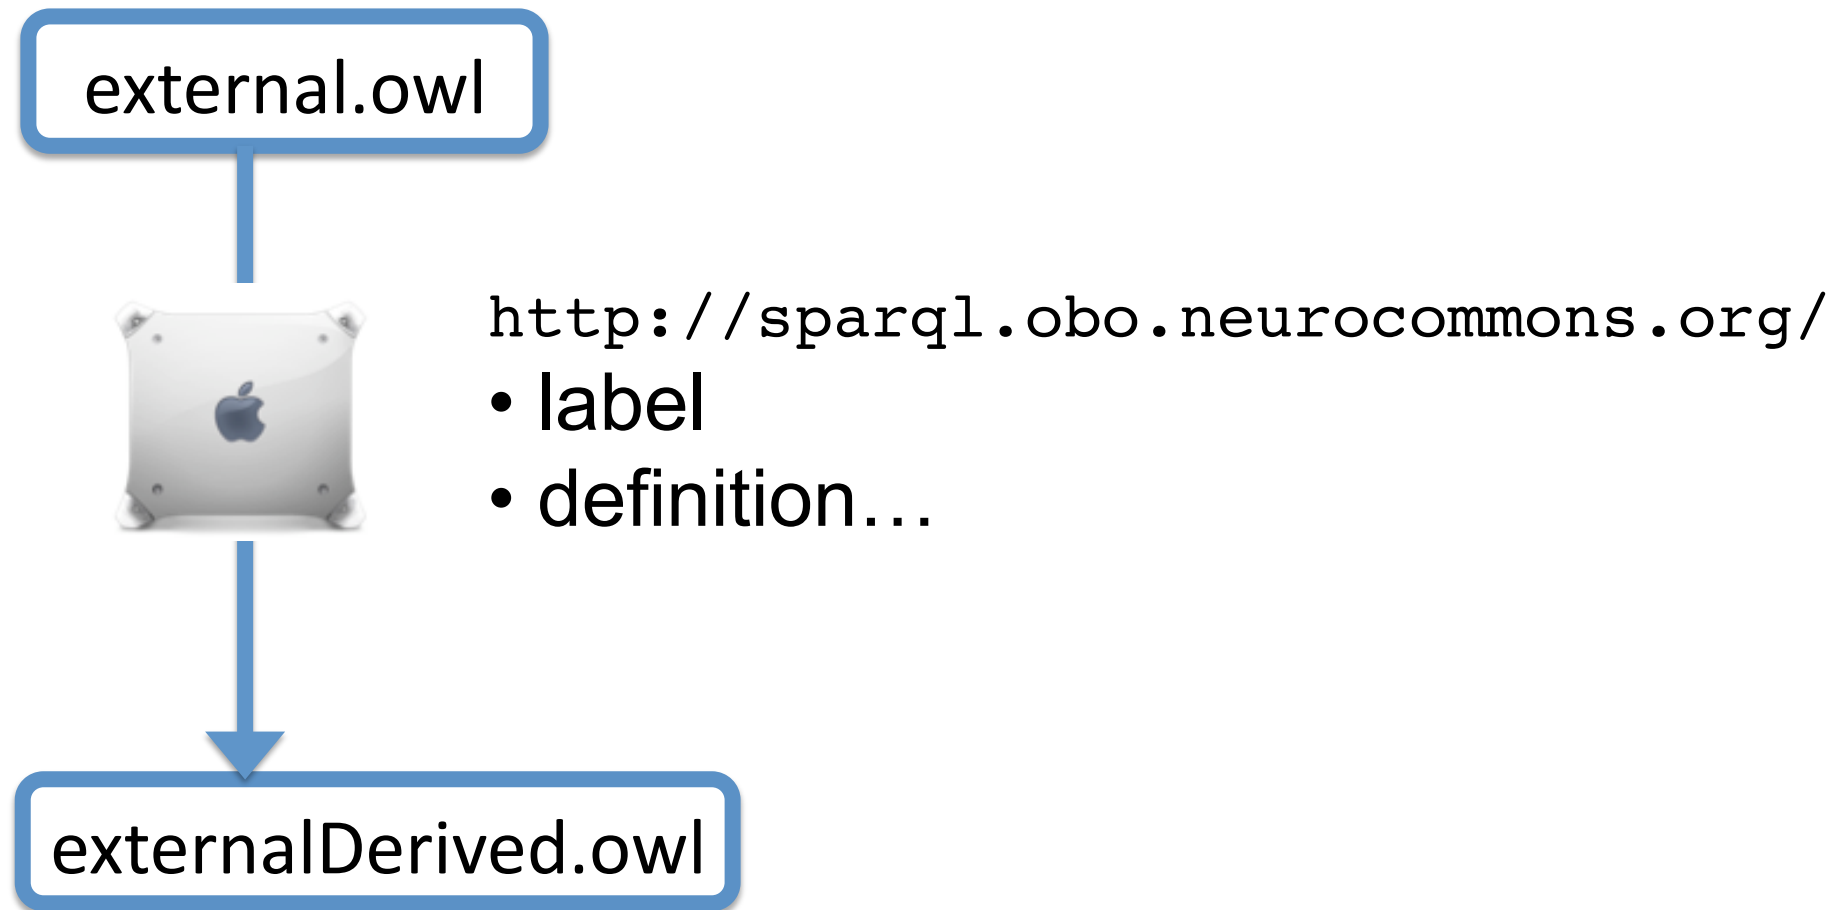 external.owl
http://sparql.obo.neurocommons.org/
• label
• definition…
externalDerived.owl